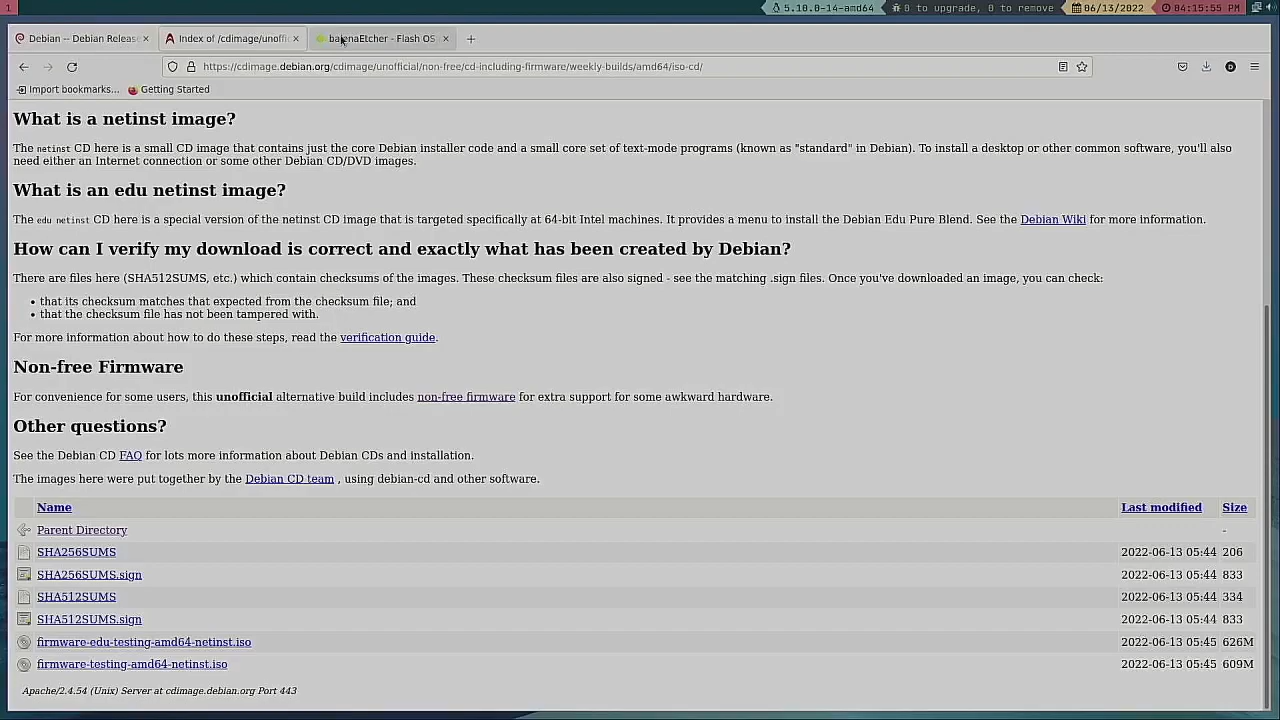 1
5.10.0-14-amd64
0 to upgrade, 0 to remove
06/13/2022
04:15:55 PM
Debian -- Debian Release
Index of /cdimage/unoffi
balenaEtcher - Flash OS
https://cdimage.debian.org/cdimage/unofficial/non-free/cd-including-firmware/weekly-builds/amd64/iso-cd/
Import bookmarks...
Getting Started
What is a netinst image?
The netinst CD here is a small CD image that contains just the core Debian installer code and a small core set of text-mode programs (known as "standard" in Debian). To install a desktop or other common software, you'll also
need either an Internet connection or some other Debian CD/DVD images.
What is an edu netinst image?
The edu netinst CD here is a special version of the netinst CD image that is targeted specifically at 64-bit Intel machines. It provides a menu to install the Debian Edu Pure Blend. See the Debian Wiki for more information.
How can I verify my download is correct and exactly what has been created by Debian?
There are files here (SHA512SUMS, etc.) which contain checksums of the images. These checksum files are also signed - see the matching .sign files. Once you've downloaded an image, you can check:
• that its checksum matches that expected from the checksum file; and
• that the checksum file has not been tampered with.
For more information about how to do these steps, read the verification guide.
Non-free Firmware
For convenience for some users, this unofficial alternative build includes non-free firmware for extra support for some awkward hardware.
Other questions?
See the Debian CD FAQ for lots more information about Debian CDs and installation.
The images here were put together by the Debian CD team , using debian-cd and other software.
Name Last modified Size
Parent Directory -
SHA256SUMS 2022-06-13 05:44 206
SHA256SUMS.sign 2022-06-13 05:44 833
SHA512SUMS 2022-06-13 05:44 334
SHA512SUMS.sign 2022-06-13 05:44 833
firmware-edu-testing-amd64-netinst.iso 2022-06-13 05:45 626M
firmware-testing-amd64-netinst.iso 2022-06-13 05:45 609M
Apache/2.4.54 (Unix) Server at cdimage.debian.org Port 443